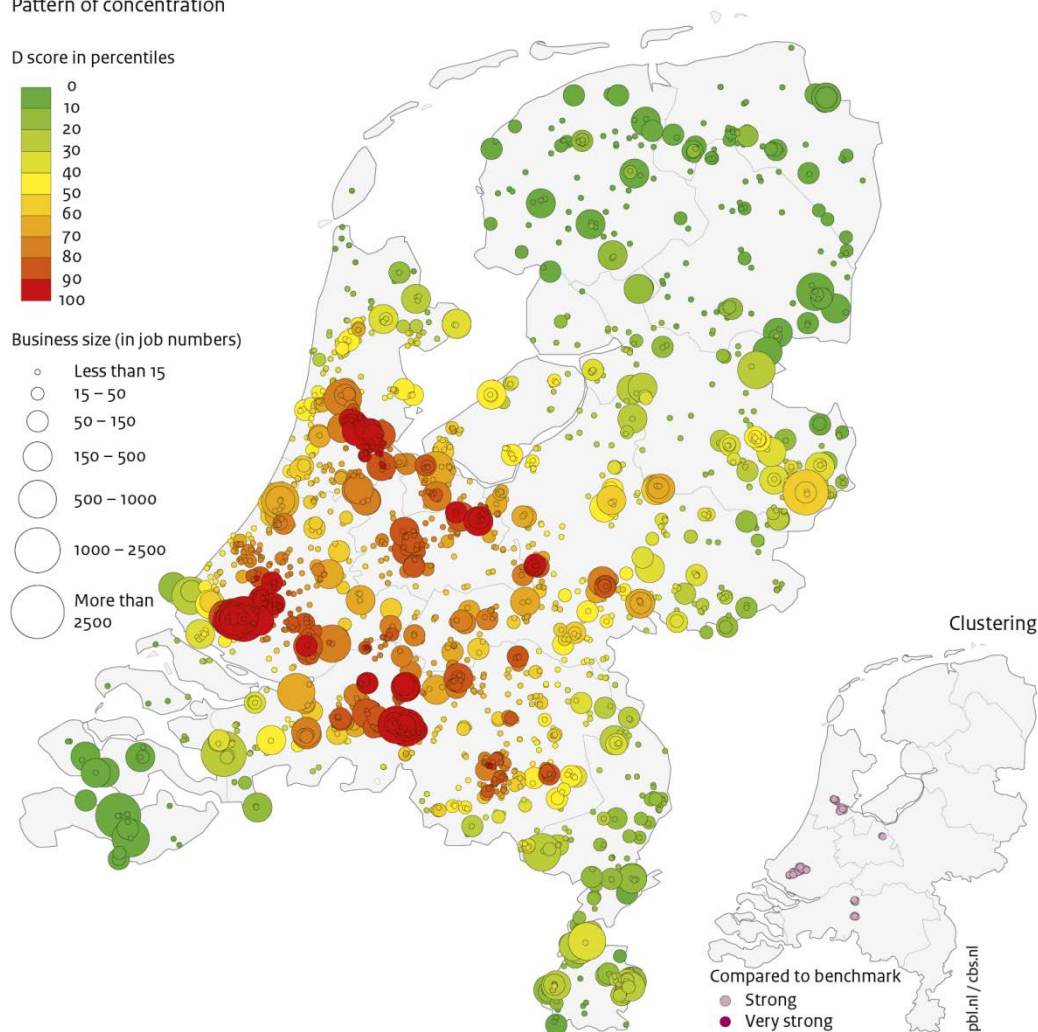 Pattern of concentration
D score in percentiles
0
10
20
30
40
50
60
70
80
90
100
Business size (in job numbers)
Less than 15
15 – 50
50 – 150
150 – 500
500 – 1000
1000 – 2500
More than
2500
Clustering
Compared to benchmark
Strong
Very strong
pbl.nl / cbs.nl